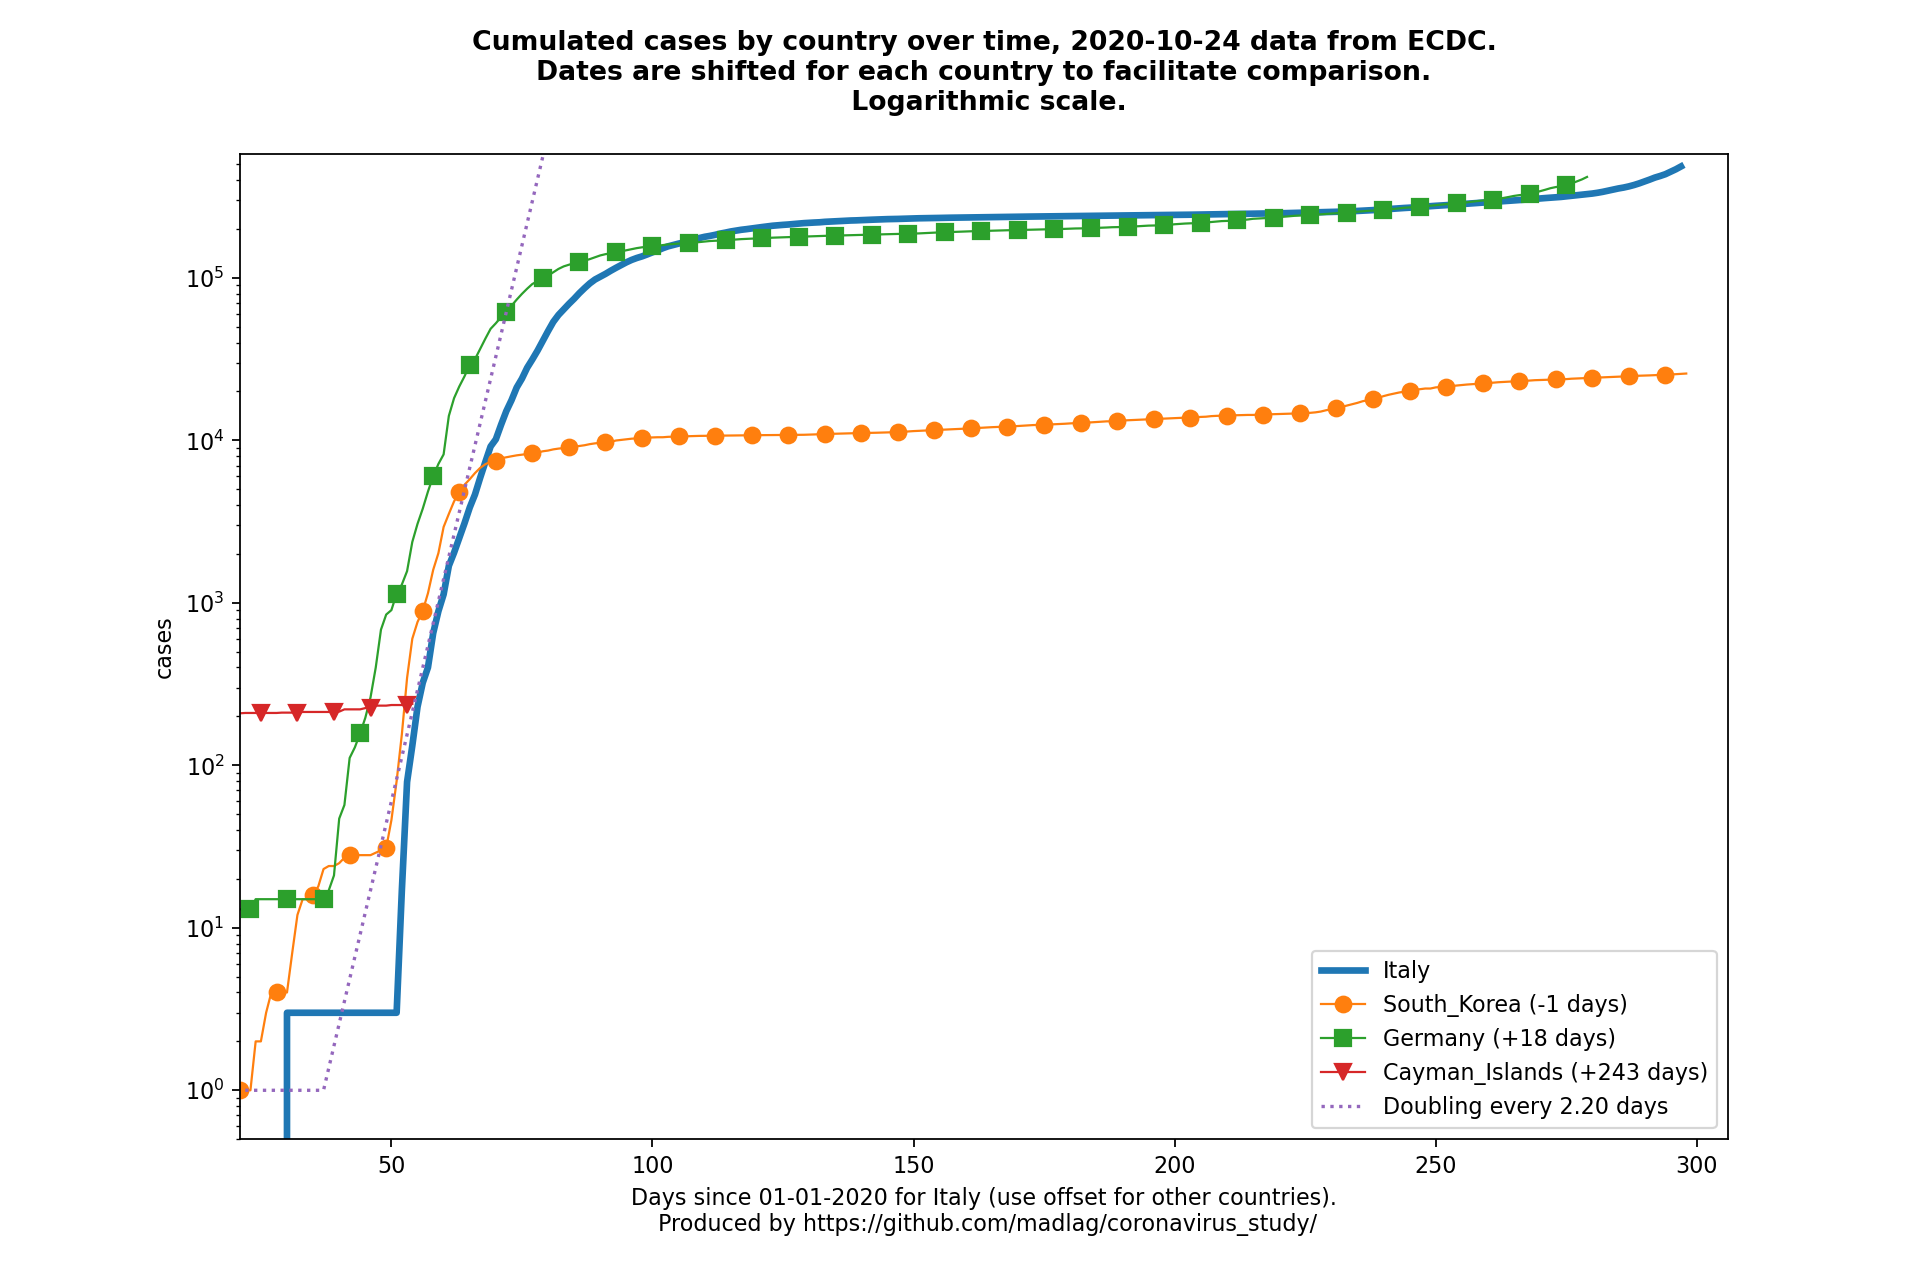 Cumulated cases by country over time, 2020-10-24 data from ECDC.
Dates are shifted for each country to facilitate comparison.
Logarithmic scale.
cases
10^5
10^4
10^3
10^2
10^1
10^0
50
100
150
200
250
300
Italy
South_Korea (-1 days)
Germany (+18 days)
Cayman_Islands (+243 days)
Doubling every 2.20 days
Days since 01-01-2020 for Italy (use offset for other countries).
Produced by https://github.com/madlag/coronavirus_study/